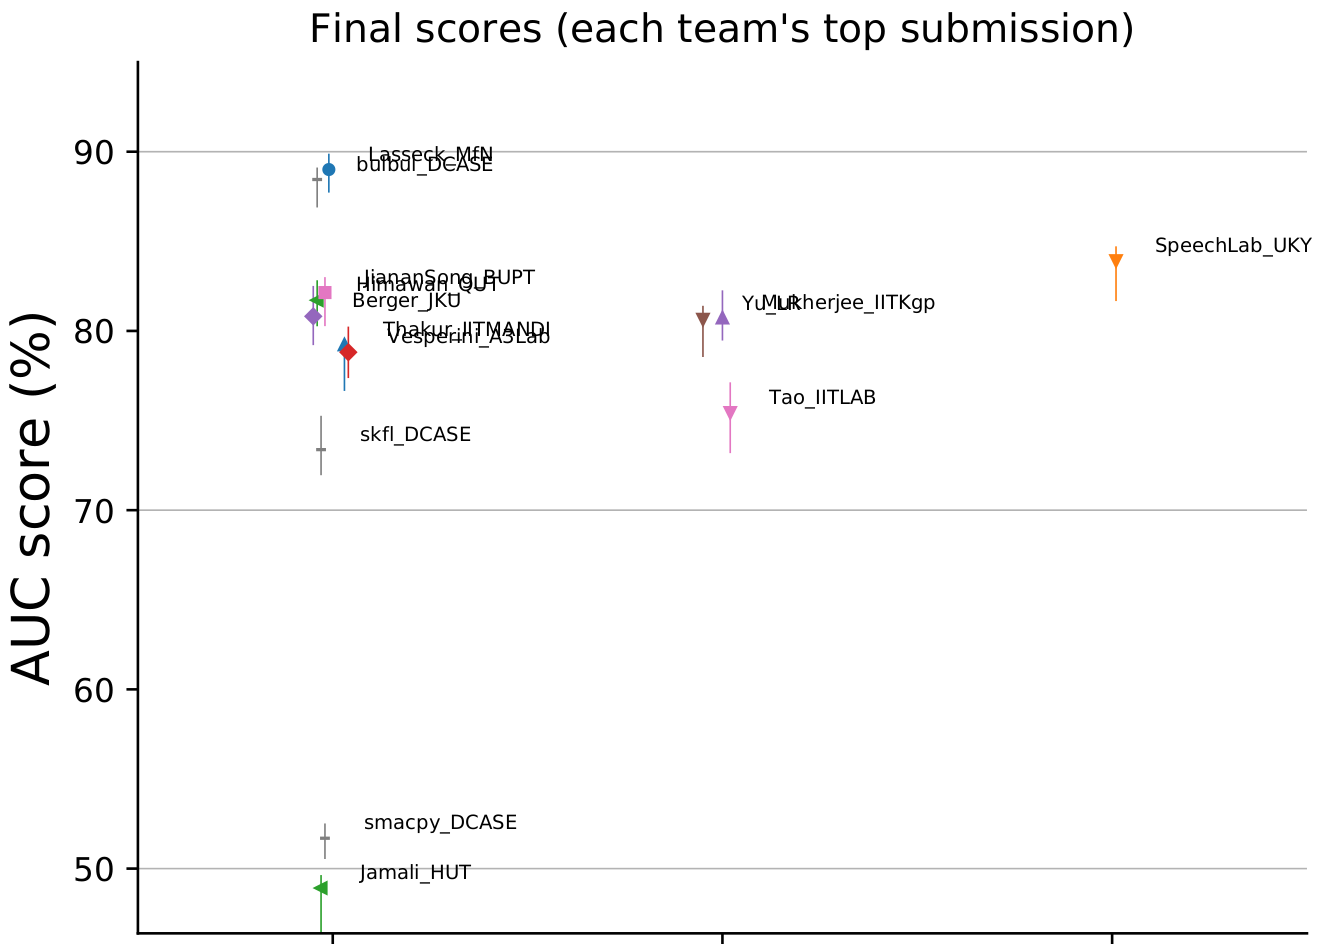 Final scores (each team's top submission)
AUC score (%)
90
80
70
60
50
Lasseck_MfN
bulbul_DCASE
SpeechLab_UKY
JiananSong_BUPT
Himawan_QUT
Berger_JKU
Yu_UR
Mukherjee_IITKgp
Thakur_IITMANDI
Vesperini_A3Lab
Tao_IITLAB
skfl_DCASE
smacpy_DCASE
Jamali_HUT